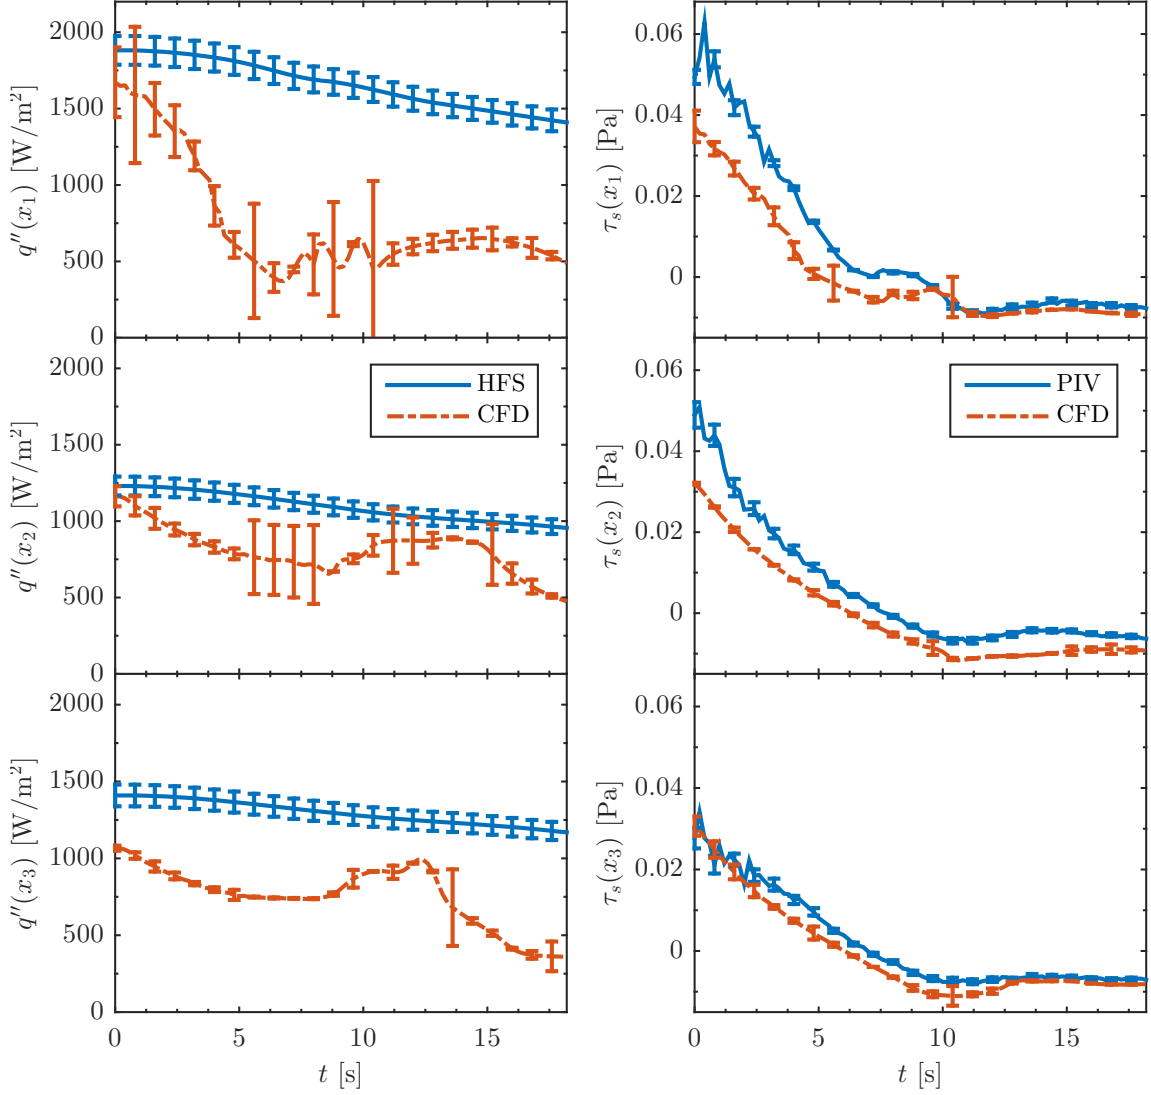 2000
1500
1000
500
0
q″(x₁) [W/m²]
0.06
0.04
0.02
0
τₛ(x₁) [Pa]
2000
1500
1000
500
0
q″(x₂) [W/m²]
HFS
CFD
0.06
0.04
0.02
0
τₛ(x₂) [Pa]
PIV
CFD
2000
1500
1000
500
0
q″(x₃) [W/m²]
0 5 10 15
t [s]
0.06
0.04
0.02
0
τₛ(x₃) [Pa]
0 5 10 15
t [s]